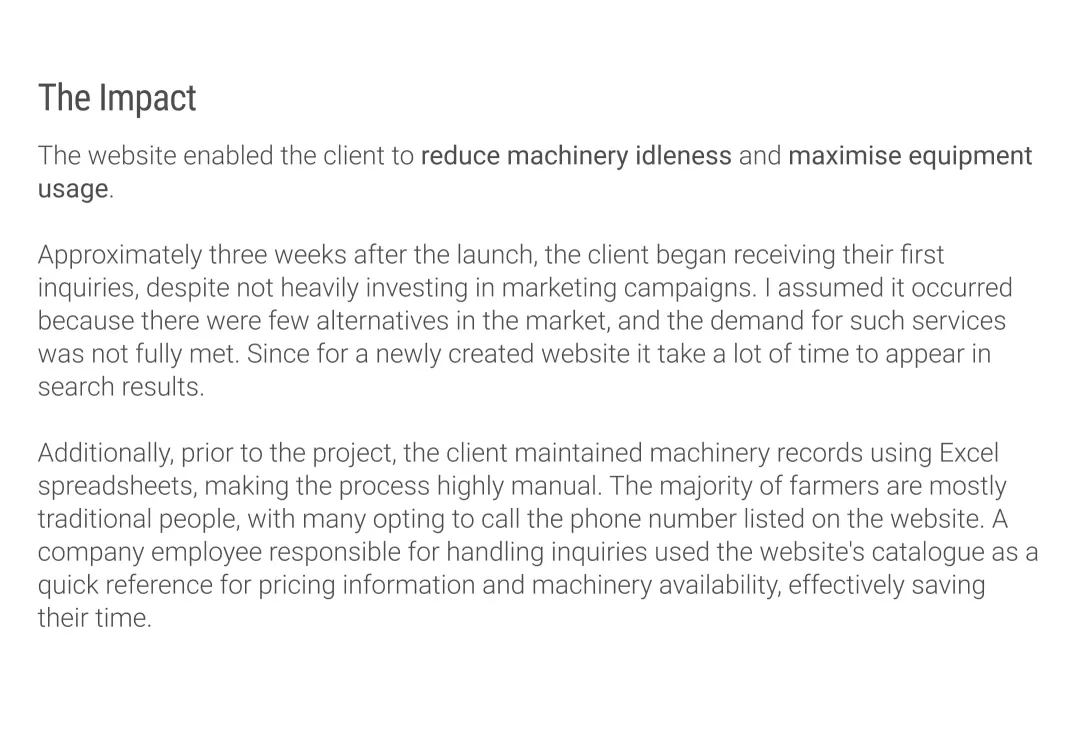 The Impact
The website enabled the client to reduce machinery idleness and maximise equipment
usage.
Approximately three weeks after the launch, the client began receiving their first
inquiries, despite not heavily investing in marketing campaigns. I assumed it occurred
because there were few alternatives in the market, and the demand for such services
was not fully met. Since for a newly created website it take a lot of time to appear in
search results.
Additionally, prior to the project, the client maintained machinery records using Excel
spreadsheets, making the process highly manual. The majority of farmers are mostly
traditional people, with many opting to call the phone number listed on the website. A
company employee responsible for handling inquiries used the website's catalogue as a
quick reference for pricing information and machinery availability, effectively saving
their time.